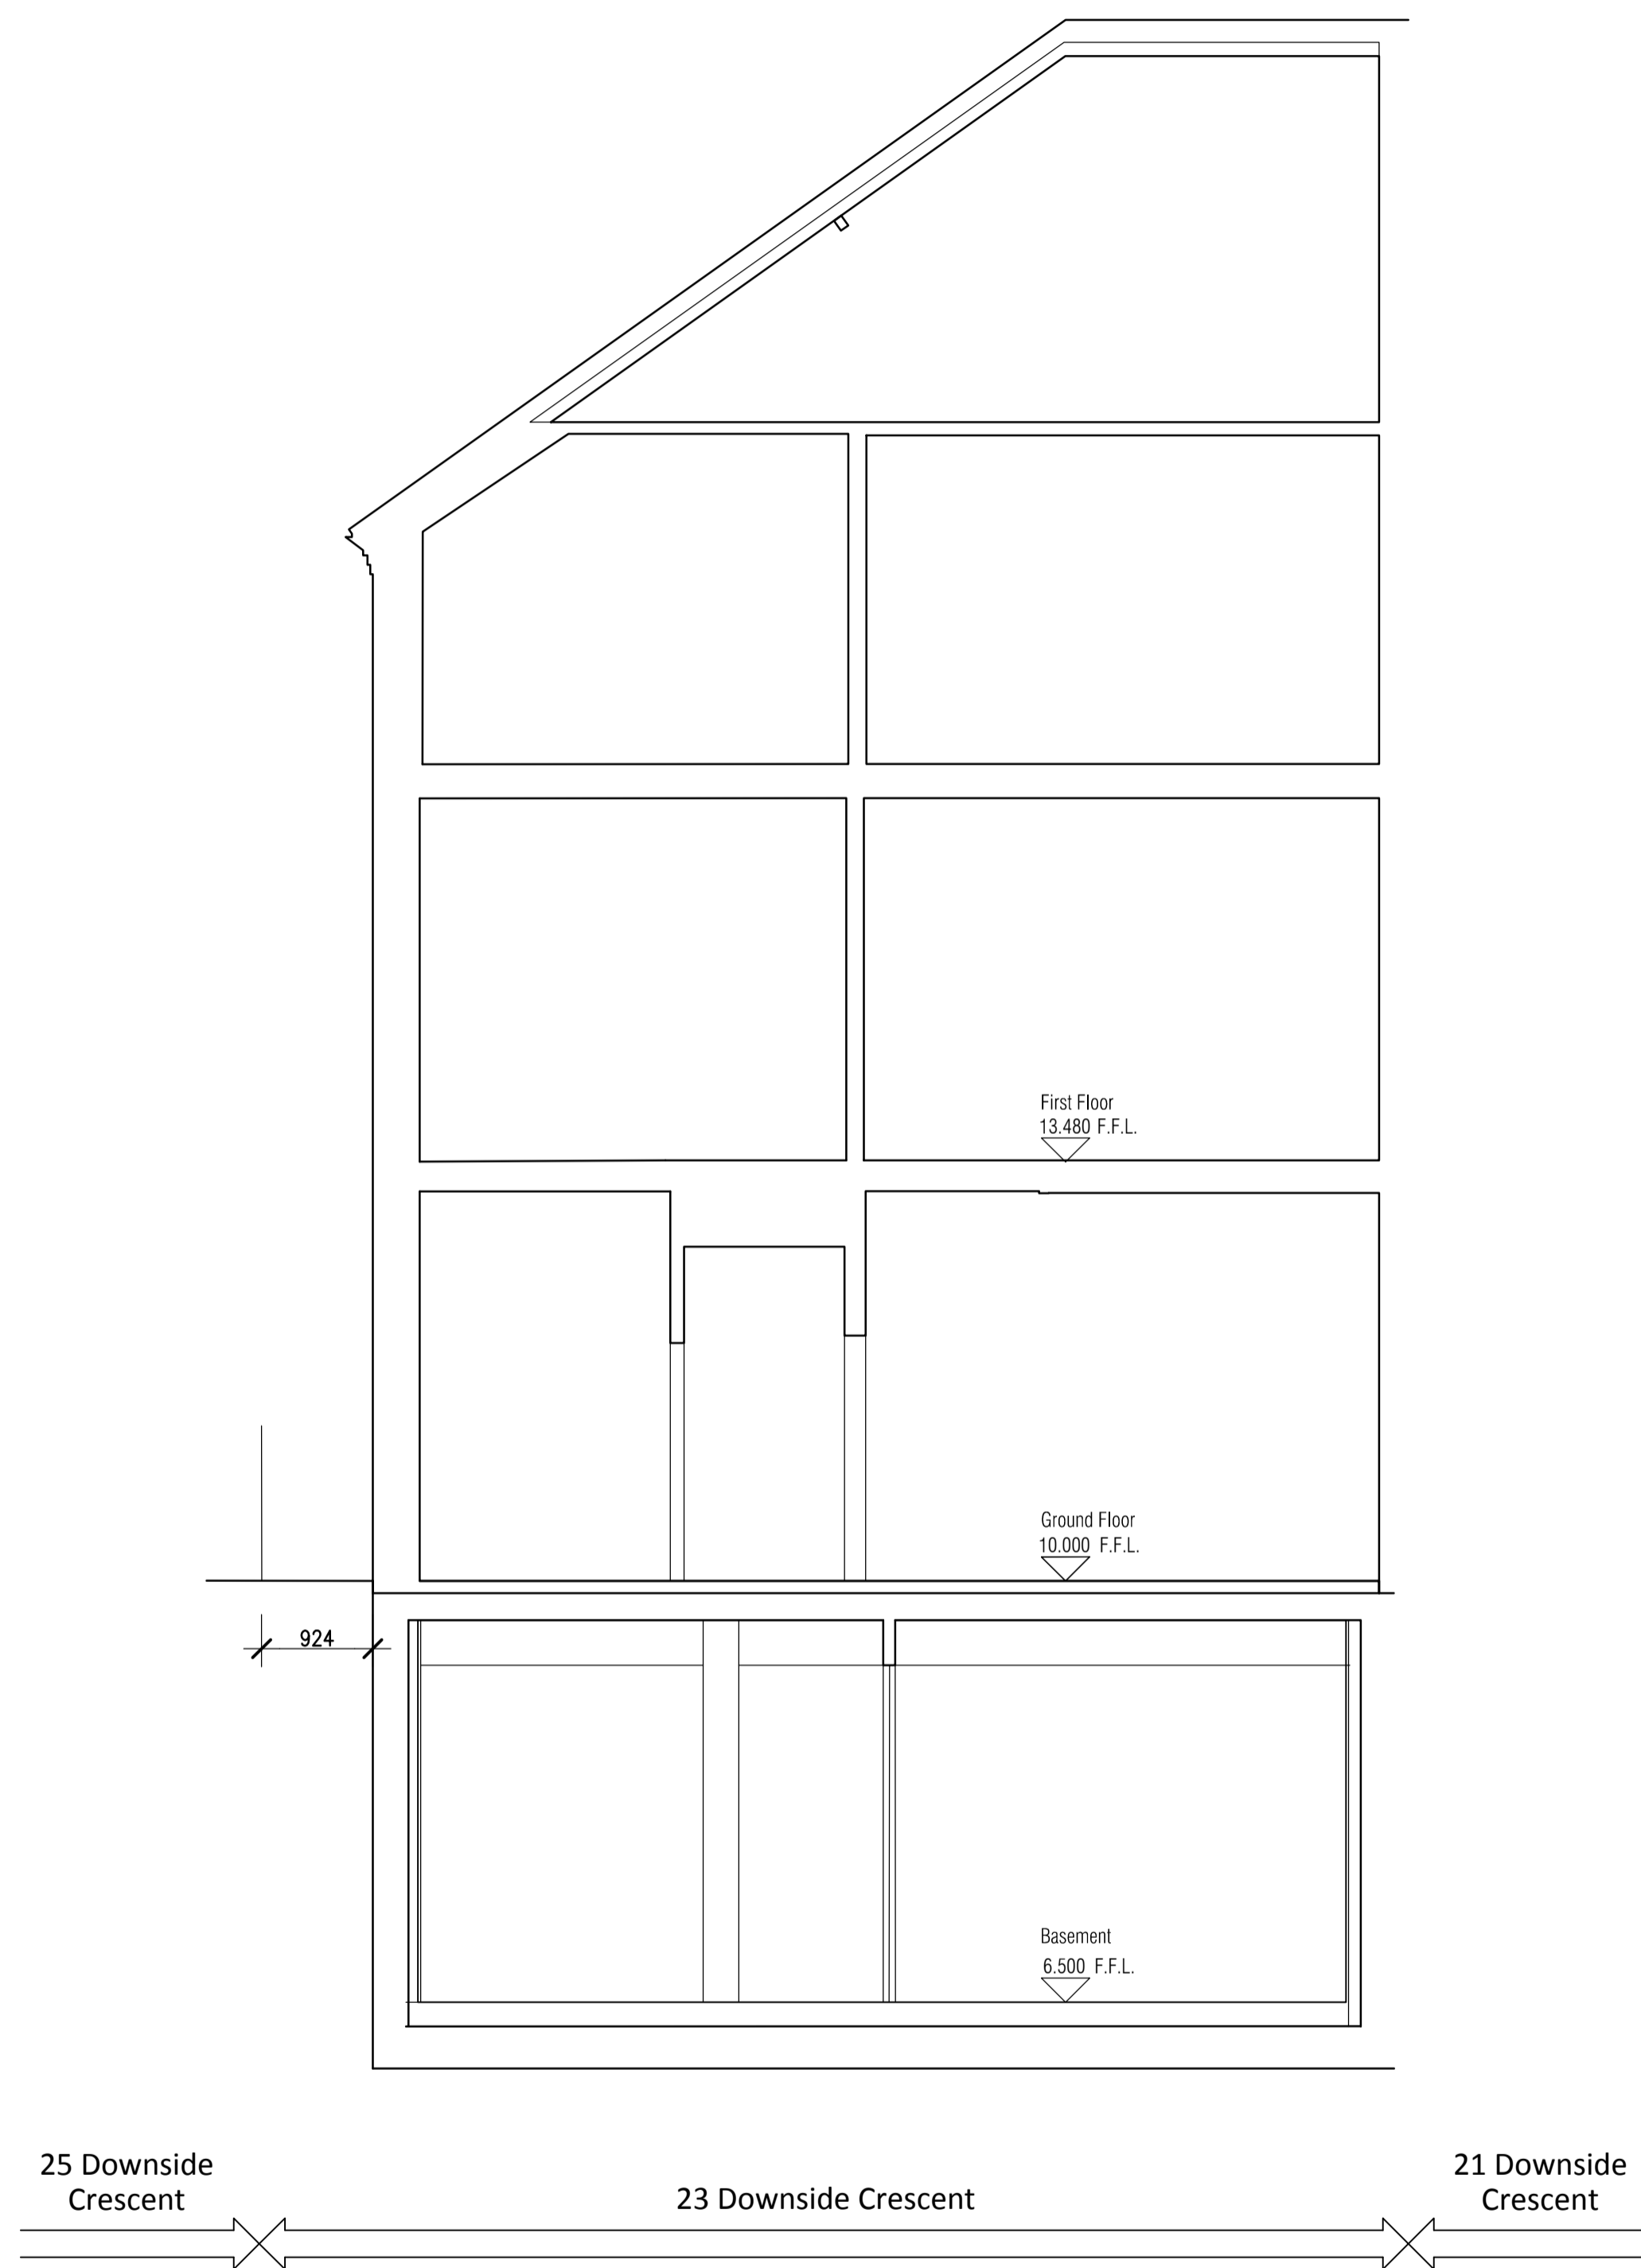 First Floor
13.480 F.F.L.
Ground Floor
10.000 F.F.L.
924
Basement
6.500 F.F.L.
25 Downside
Crescent
23 Downside Crescent
21 Downside
Crescent